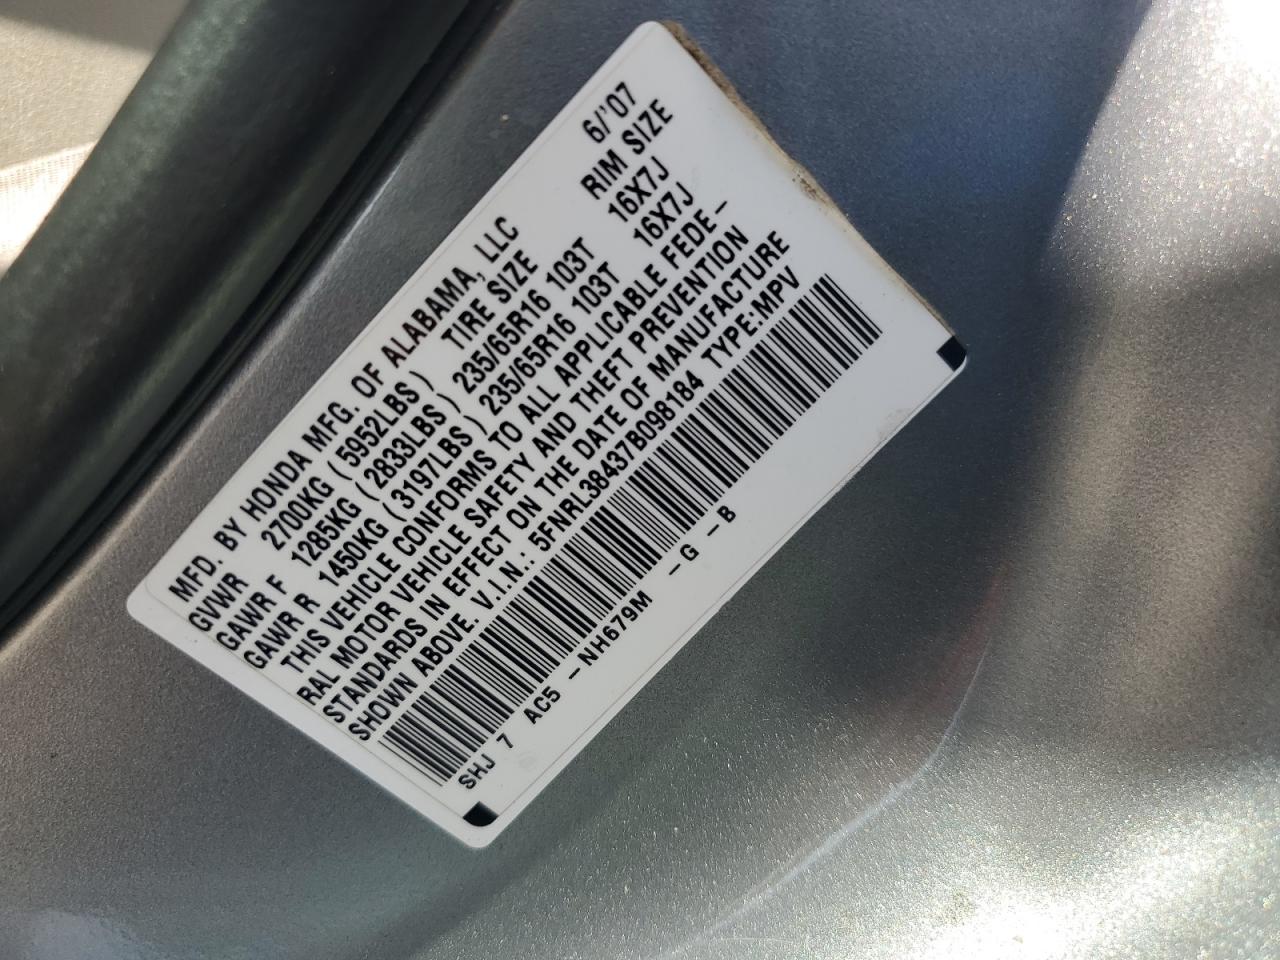 MFD. BY HONDA MFG. OF ALABAMA, LLC 6/'07
TIRE SIZE RIM SIZE
GVWR 2700KG (5952LBS)
GAWR F 1285KG (2833LBS) 235/65R16 103T 16X7J
GAWR R 1450KG (3197LBS) 235/65R16 103T 16X7J
THIS VEHICLE CONFORMS TO ALL APPLICABLE FEDE-
RAL MOTOR VEHICLE SAFETY AND THEFT PREVENTION
STANDARDS IN EFFECT ON THE DATE OF MANUFACTURE
SHOWN ABOVE. V.I.N.: 5FNRL38437B098184 TYPE:MPV
SHJ 7 AC5 -NH679M -G -B